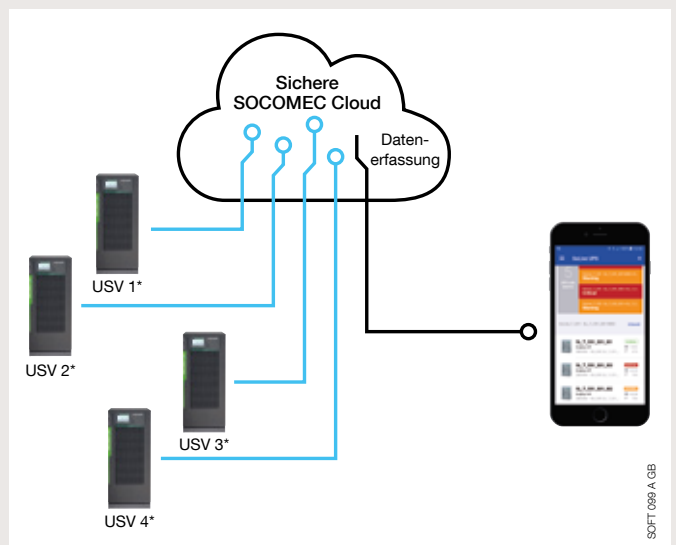 Sichere
SOCOMEC Cloud
Daten-
erfassung
USV 1*
USV 2*
USV 3*
USV 4*
SOFT 099 A GB